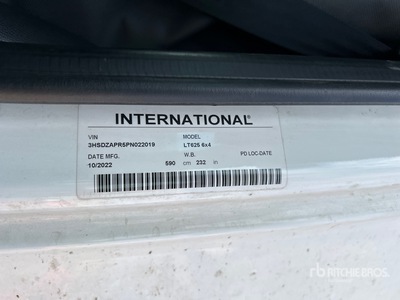 INTERNATIONAL®
VIN MODEL
3HSDZAPR5PN022019 LT625 6x4
DATE MFG. W.B. PD LOC-DATE
10/2022 590 cm 232 in
rb RITCHIE BROS.